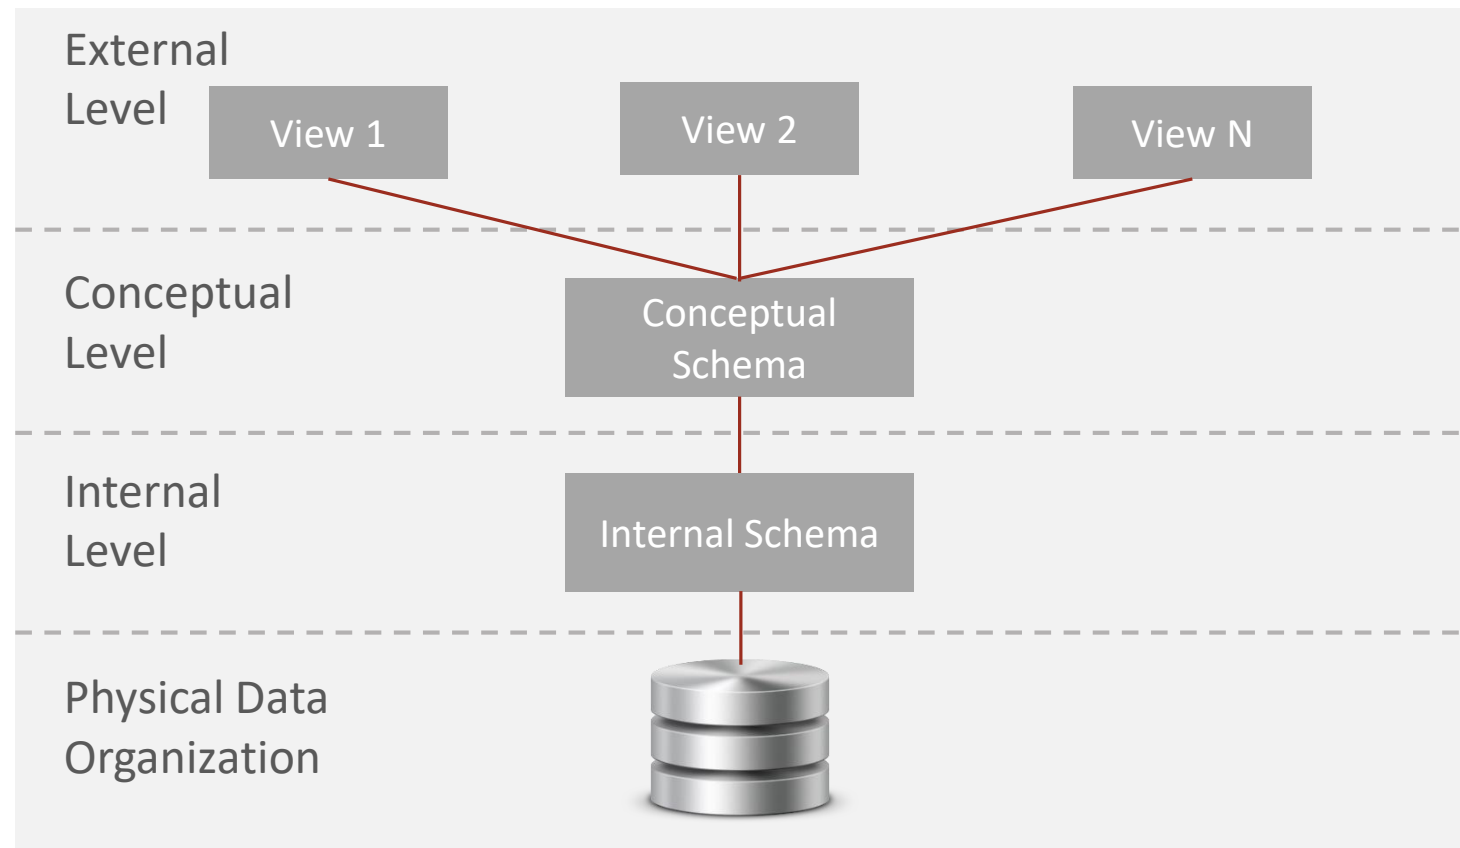 External
Level
View 1
View 2
View N
Conceptual
Level
Conceptual
Schema
Internal
Level
Internal Schema
Physical Data
Organization